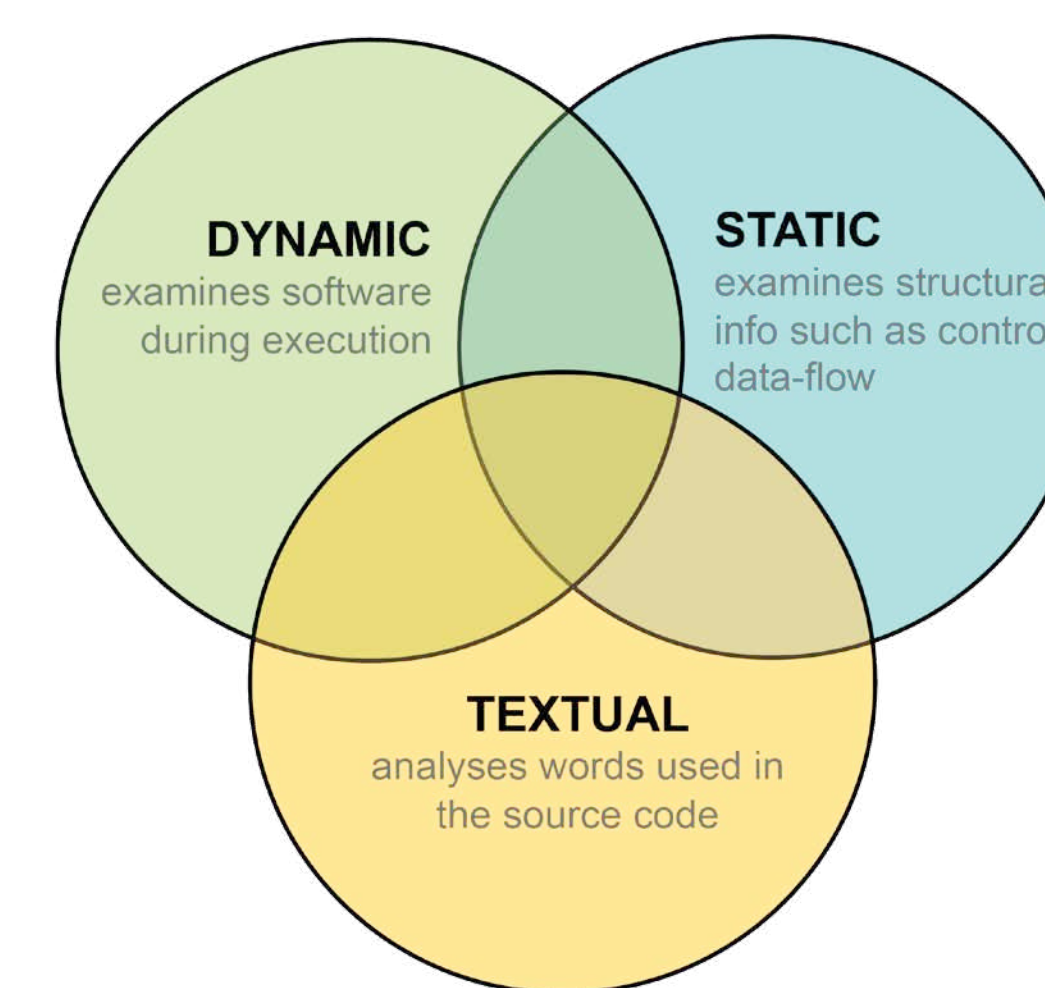 DYNAMIC
examines software
during execution
STATIC
examines structura
info such as contro
data-flow
TEXTUAL
analyses words used in
the source code